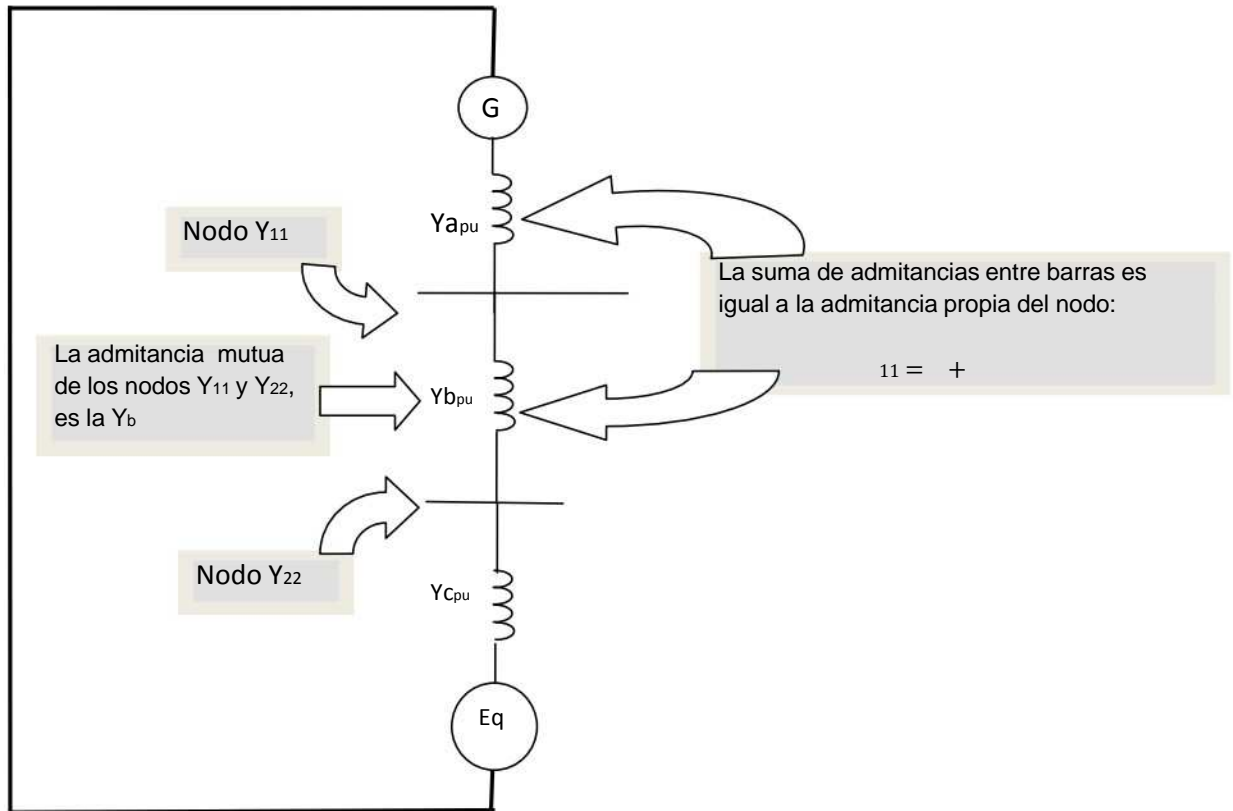 G
Ya pu
Nodo Y11
La suma de admitancias entre barras es
igual a la admitancia propia del nodo:
11 = +
La admitancia mutua
de los nodos Y11 y Y22,
es la Yb
Yb pu
Nodo Y22
Yc pu
Eq